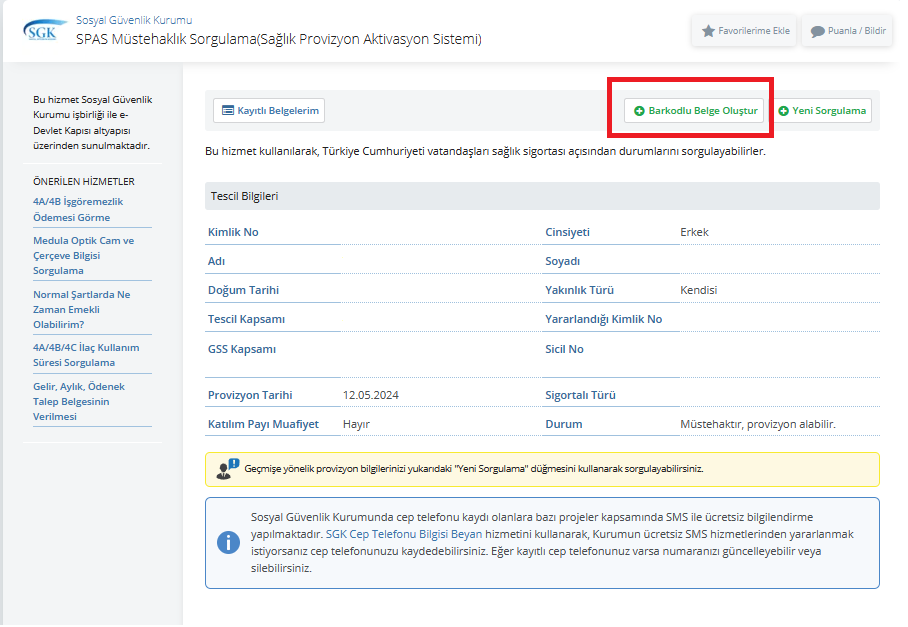 SGK
Sosyal Güvenlik Kurumu
SPAS Müstehaklık Sorgulama(Sağlık Provizyon Aktivasyon Sistemi)
Favorilerime Ekle
Puanla / Bildir
Bu hizmet Sosyal Güvenlik
Kurumu işbirliği ile e-
Devlet Kapısı altyapısı
üzerinden sunulmaktadır.
ÖNERİLEN HİZMETLER
4A/4B İşgöremezlik
Ödemesi Görme
Medula Optik Cam ve
Çerçeve Bilgisi
Sorgulama
Normal Şartlarda Ne
Zaman Emekli
Olabilirim?
4A/4B/4C İlaç Kullanım
Süresi Sorgulama
Gelir, Aylık, Ödenek
Talep Belgesinin
Verilmesi
Kayıtlı Belgelerim
Barkodlu Belge Oluştur
Yeni Sorgulama
Bu hizmet kullanılarak, Türkiye Cumhuriyeti vatandaşları sağlık sigortası açısından durumlarını sorgulayabilirler.
Tescil Bilgileri
Kimlik No Cinsiyeti Erkek
Adı Soyadı
Doğum Tarihi Yakınlık Türü Kendisi
Tescil Kapsamı Yararlandığı Kimlik No
GSS Kapsamı Sicil No
Provizyon Tarihi 12.05.2024 Sigortalı Türü
Katılım Payı Muafiyet Hayır Durum Müstehaktır, provizyon alabilir.
Geçmişe yönelik provizyon bilgilerinizi yukarıdaki "Yeni Sorgulama" düğmesini kullanarak sorgulayabilirsiniz.
Sosyal Güvenlik Kurumunda cep telefonu kaydı olanlara bazı projeler kapsamında SMS ile ücretsiz bilgilendirme
yapılmaktadır. SGK Cep Telefonu Bilgisi Beyan hizmetini kullanarak, Kurumun ücretsiz SMS hizmetlerinden yararlanmak
istiyorsanız cep telefonunuzu kaydedebilirsiniz. Eğer kayıtlı cep telefonunuz varsa numaranızı güncelleyebilir veya
silebilirsiniz.